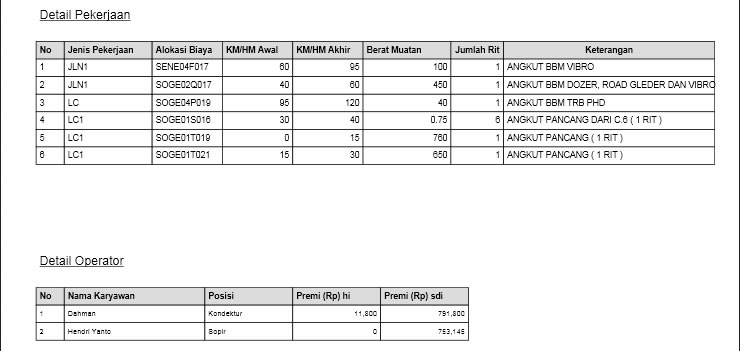 Detail Pekerjaan
No Jenis Pekerjaan Alokasi Biaya KM/HM Awal KM/HM Akhir Berat Muatan Jumlah Rit Keterangan
1 JLN1 SENE04F017 60 95 100 1 ANGKUT BBM VIBRO
2 JLN1 SOGE02Q017 40 60 450 1 ANGKUT BBM DOZER, ROAD GLEDER DAN VIBRO
3 LC SOGE04P019 95 120 40 1 ANGKUT BBM TRB PHD
4 LC1 SOGE01S016 30 40 0.75 6 ANGKUT PANCANG DARI C.6 ( 1 RIT )
5 LC1 SOGE01T019 0 15 760 1 ANGKUT PANCANG ( 1 RIT )
6 LC1 SOGE01T021 15 30 650 1 ANGKUT PANCANG ( 1 RIT )
Detail Operator
No Nama Karyawan Posisi Premi (Rp) hi Premi (Rp) sdi
1 Dahman Kondektur 11,800 791,800
2 Hendri Yanto Sopir 0 753,145